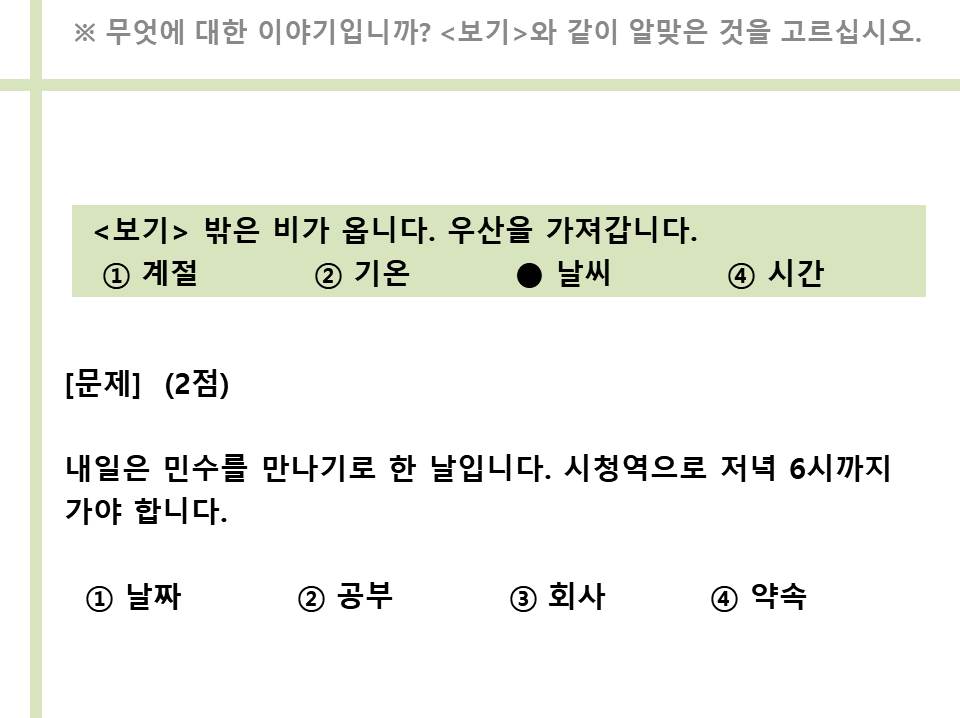 ※ 무엇에 대한 이야기입니까? <보기>와 같이 알맞은 것을 고르십시오.
<보기> 밖은 비가 옵니다. 우산을 가져갑니다.
① 계절 ② 기온 ● 날씨 ④ 시간
[문제] (2점)
내일은 민수를 만나기로 한 날입니다. 시청역으로 저녁 6시까지
가야 합니다.
① 날짜 ② 공부 ③ 회사 ④ 약속